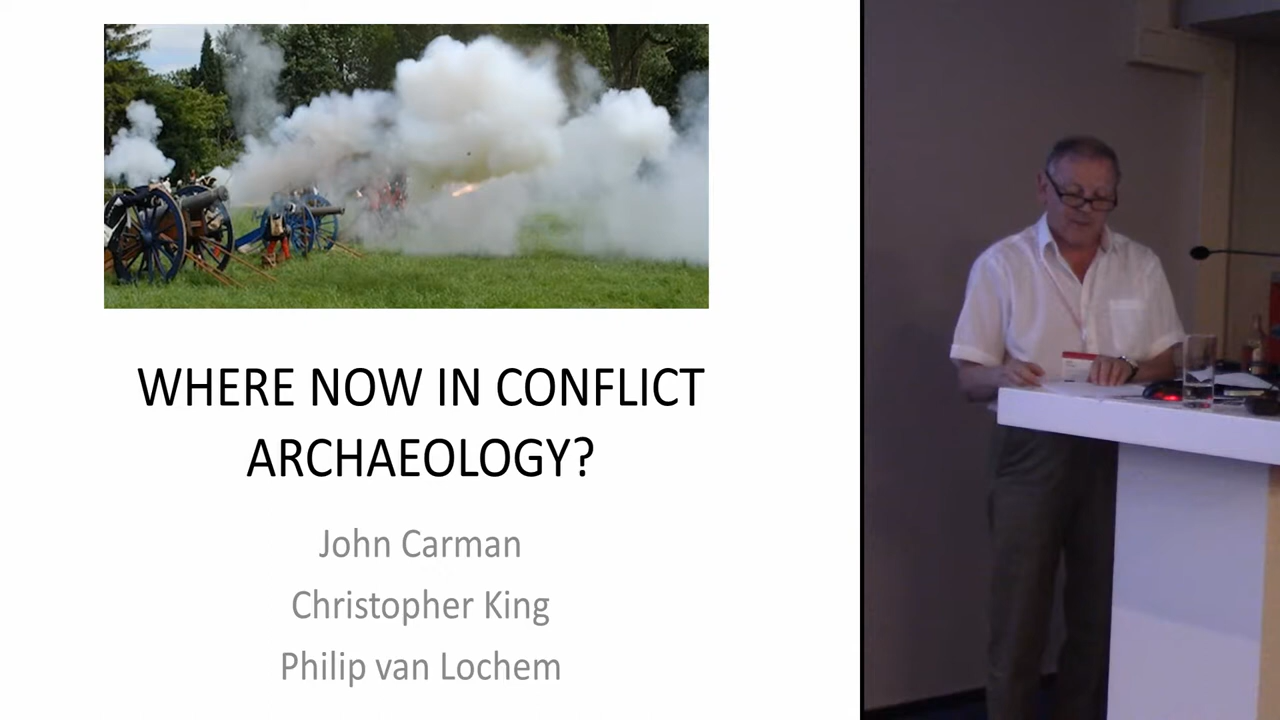 WHERE NOW IN CONFLICT
ARCHAEOLOGY?
John Carman
Christopher King
Philip van Lochem